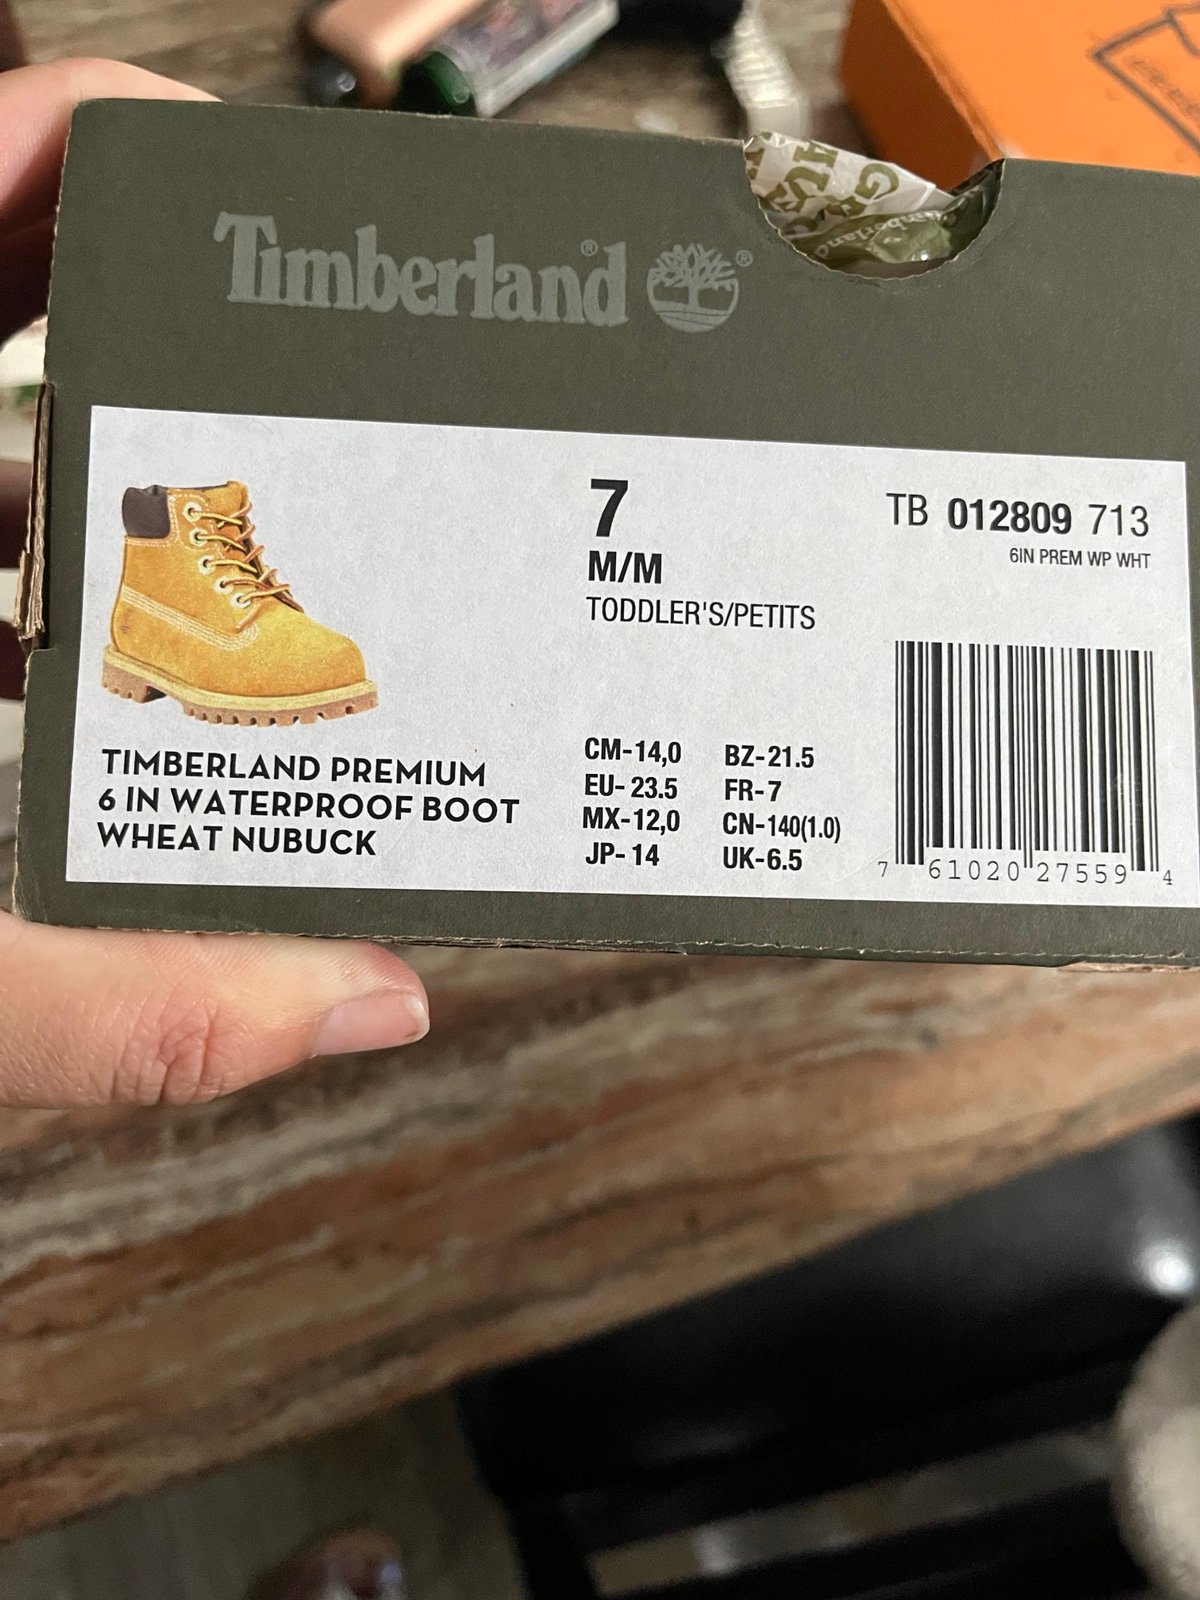 Timberland®
®
7
M/M
TODDLER'S/PETITS
TB 012809 713
6IN PREM WP WHT
TIMBERLAND PREMIUM
6 IN WATERPROOF BOOT
WHEAT NUBUCK
CM-14,0 BZ-21.5
EU- 23.5 FR-7
MX-12,0 CN-140(1.0)
JP- 14 UK-6.5
7 61020 27559 4